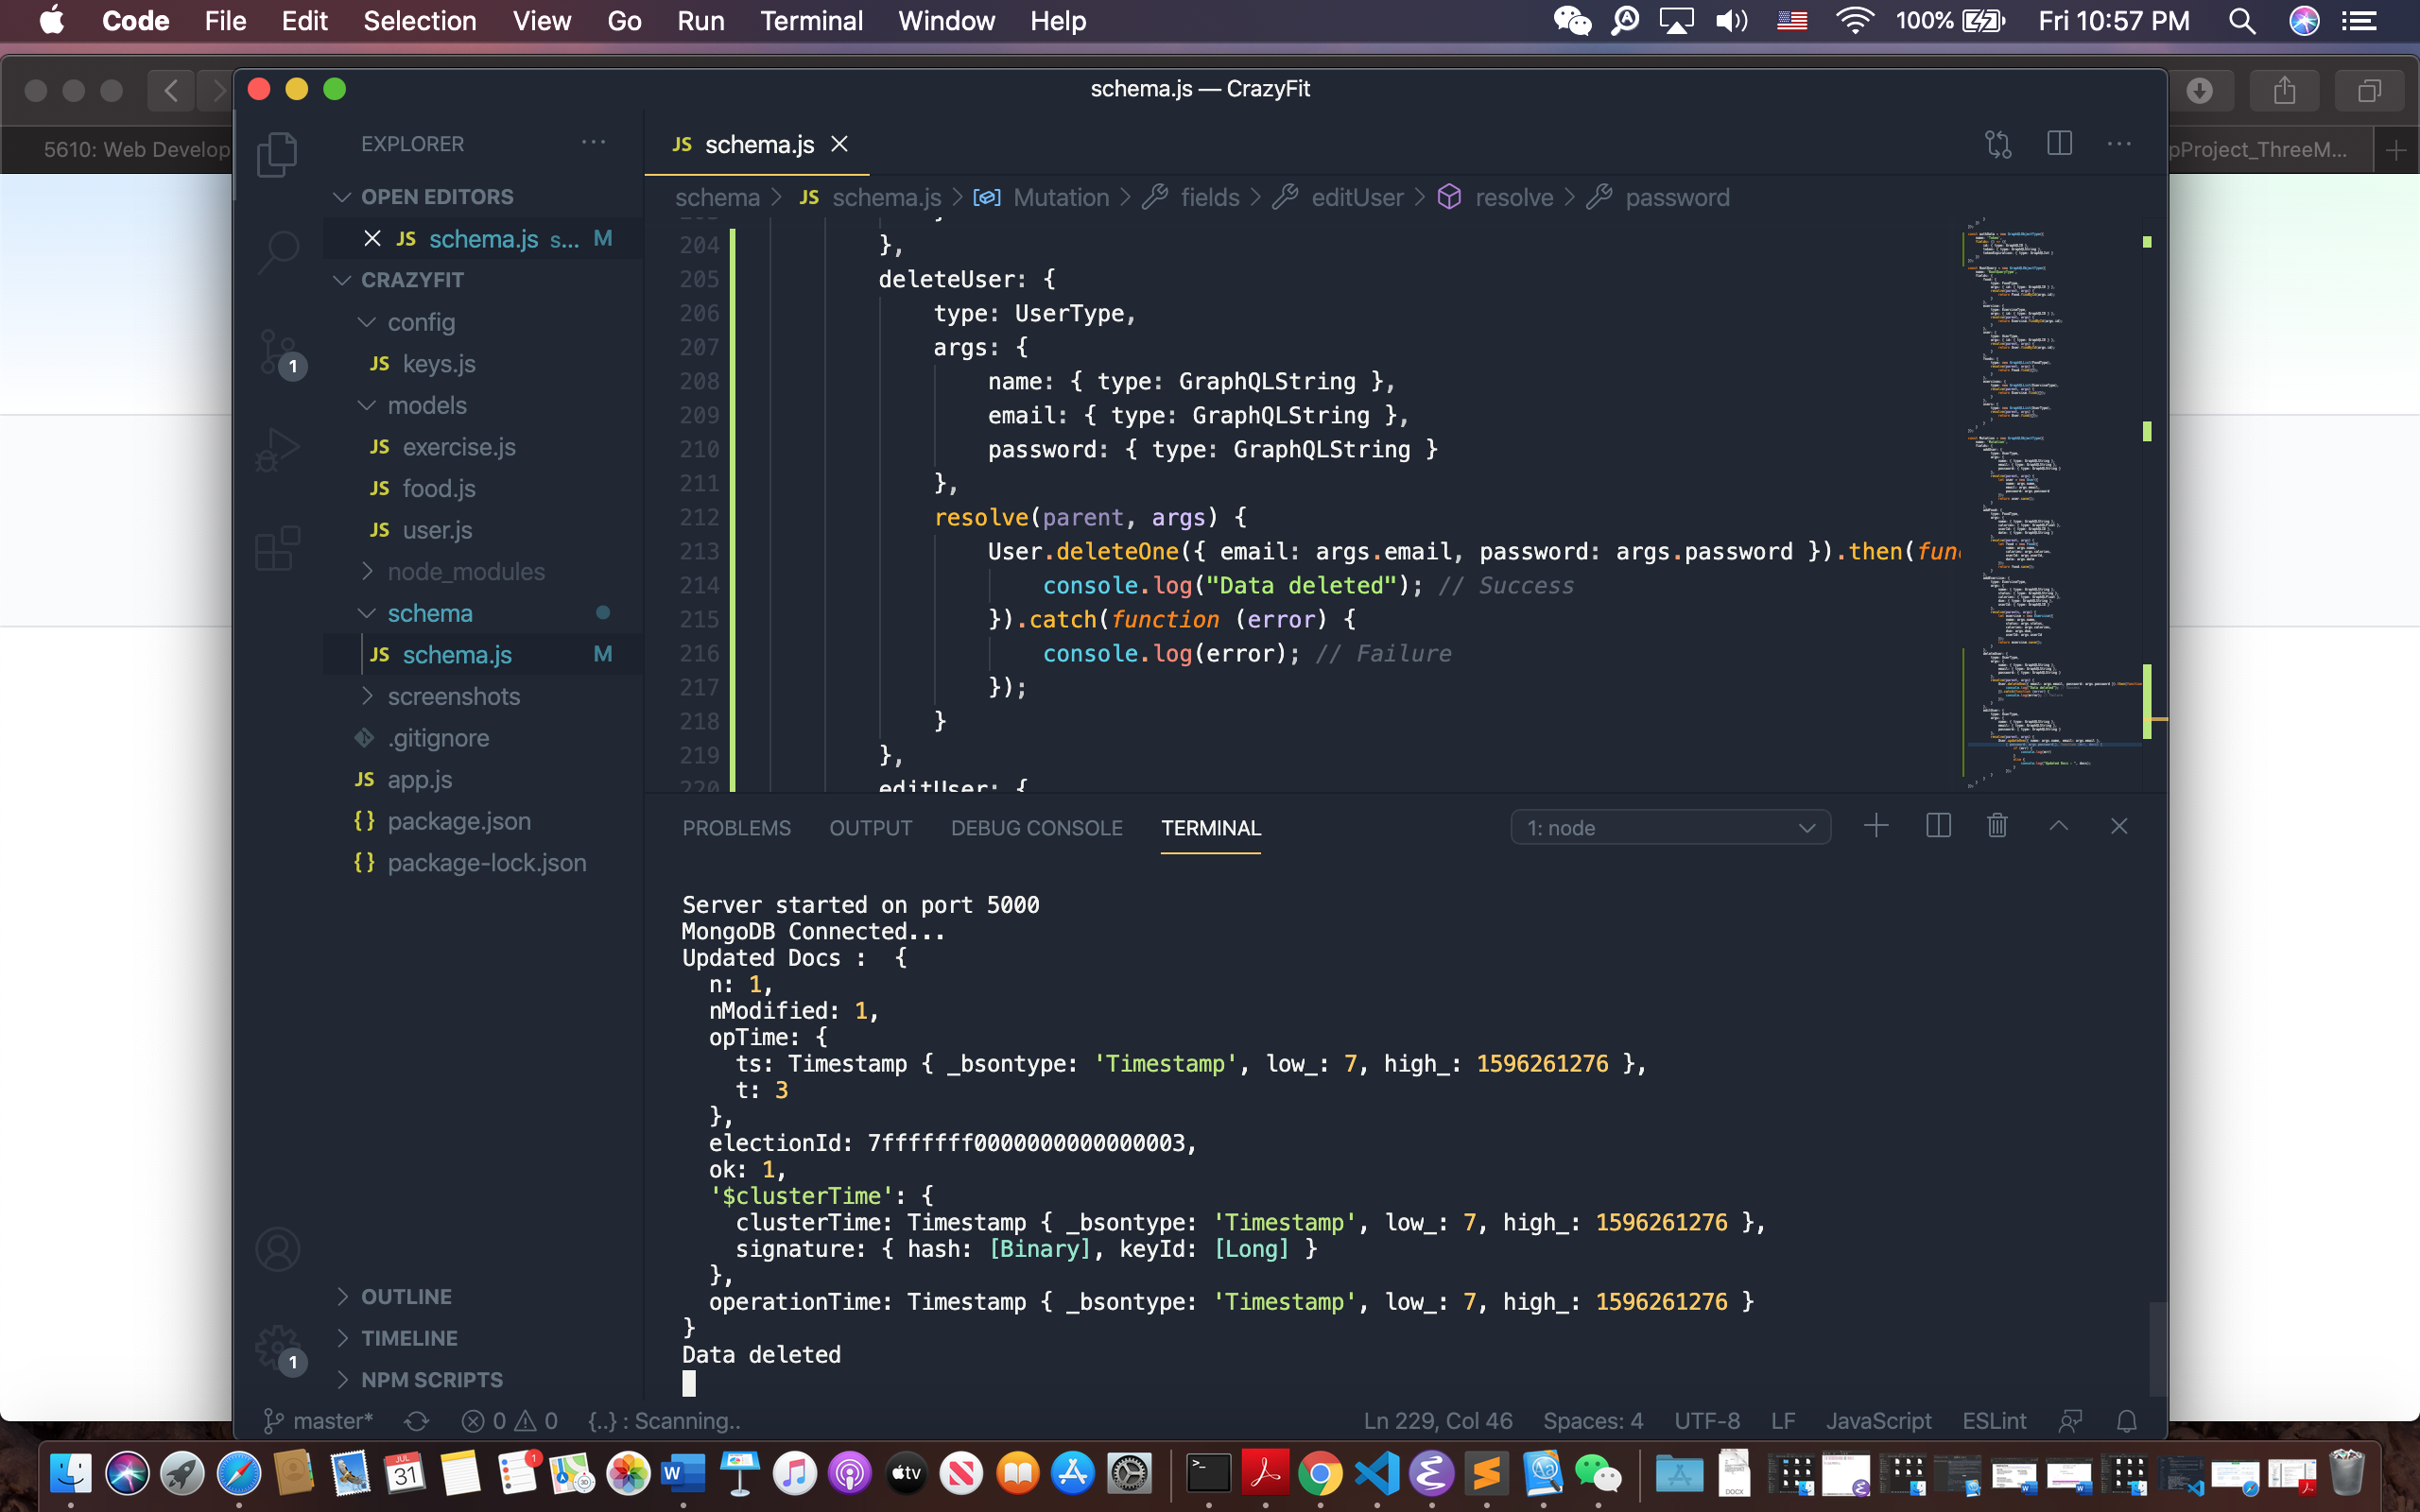 Code File Edit Selection View Go Run Terminal Window Help 100% Fri 10:57 PM
schema.js — CrazyFit
5610: Web Develop
pProject_ThreeM...
EXPLORER
OPEN EDITORS
JS schema.js s... M
CRAZYFIT
config
JS keys.js
models
JS exercise.js
JS food.js
JS user.js
node_modules
schema
JS schema.js M
screenshots
.gitignore
JS app.js
{} package.json
{} package-lock.json
OUTLINE
TIMELINE
NPM SCRIPTS
1
1
JS schema.js
schema > JS schema.js > Mutation > fields > editUser > resolve > password
204 },
205 deleteUser: {
206 type: UserType,
207 args: {
208 name: { type: GraphQLString },
209 email: { type: GraphQLString },
210 password: { type: GraphQLString }
211 },
212 resolve(parent, args) {
213 User.deleteOne({ email: args.email, password: args.password }).then(func
214 console.log("Data deleted"); // Success
215 }).catch(function (error) {
216 console.log(error); // Failure
217 });
218 }
219 },
220 editUser: {
PROBLEMS OUTPUT DEBUG CONSOLE TERMINAL 1: node
Server started on port 5000
MongoDB Connected...
Updated Docs :  {
n: 1,
nModified: 1,
opTime: {
ts: Timestamp { _bsontype: 'Timestamp', low_: 7, high_: 1596261276 },
t: 3
},
electionId: 7fffffff0000000000000003,
ok: 1,
'$clusterTime': {
clusterTime: Timestamp { _bsontype: 'Timestamp', low_: 7, high_: 1596261276 },
signature: { hash: [Binary], keyId: [Long] }
},
operationTime: Timestamp { _bsontype: 'Timestamp', low_: 7, high_: 1596261276 }
}
Data deleted
master* 0 0 {..} : Scanning.. Ln 229, Col 46 Spaces: 4 UTF-8 LF JavaScript ESLint
JUL
31
1
tv
DOCX